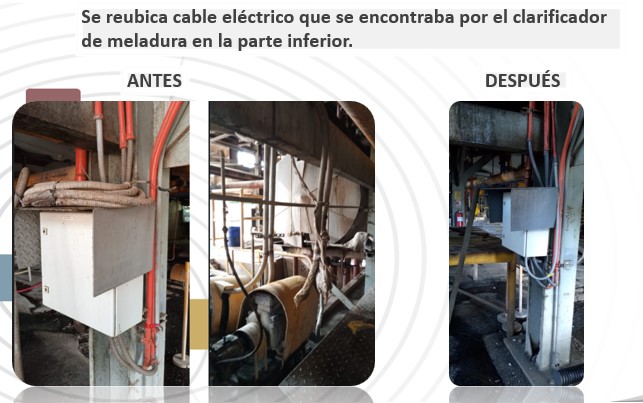 Se reubica cable eléctrico que se encontraba por el clarificador
de meladura en la parte inferior.
ANTES
DESPUÉS